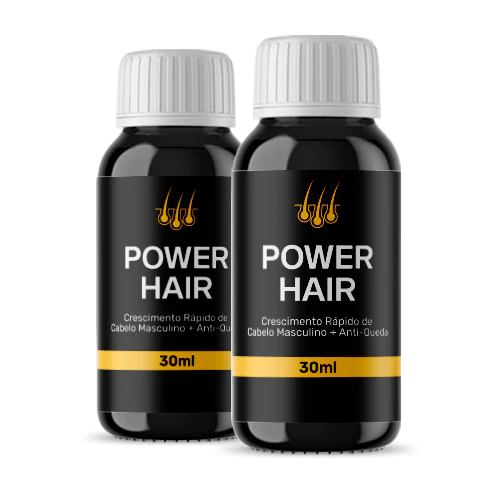 POWER
HAIR
Crescimento Rápido de
Cabelo Masculino + Anti-Qu
30ml
POWER
HAIR
Crescimento Rápido de
Cabelo Masculino + Anti-Queda
30ml